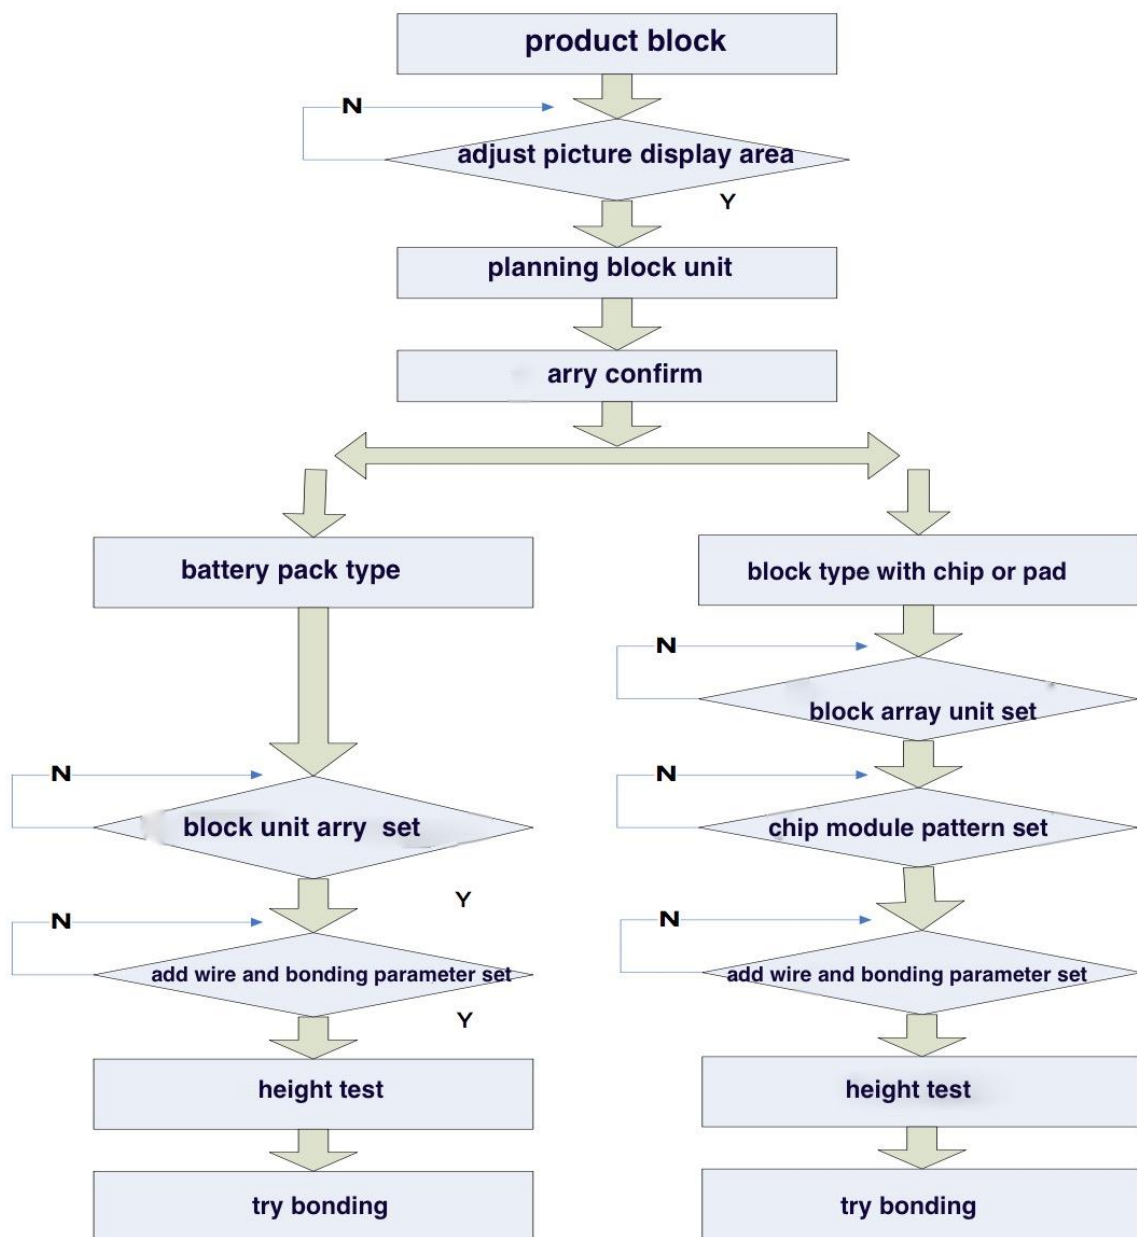 product block
N
adjust picture display area
Y
planning block unit
arry confirm
battery pack type
block type with chip or pad
N
block array unit set
N
N
block unit arry set
chip module pattern set
Y
N
N
add wire and bonding parameter set
add wire and bonding parameter set
Y
height test
height test
try bonding
try bonding